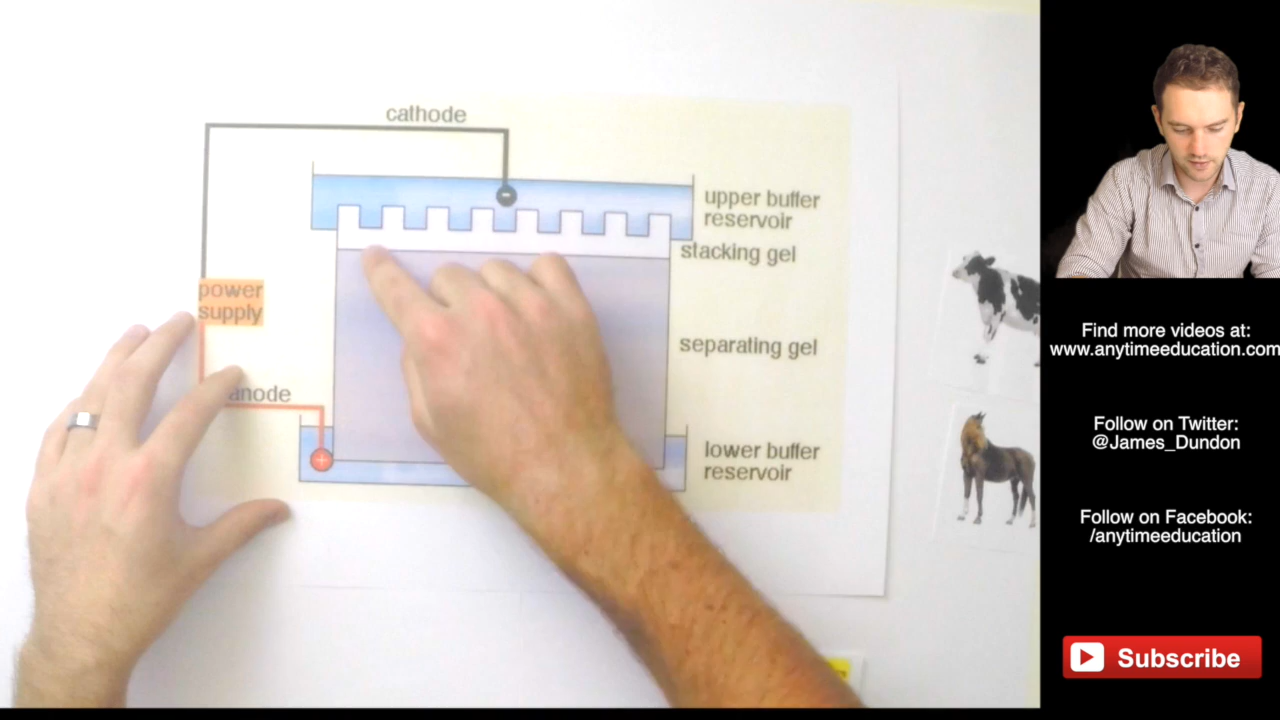 cathode
upper buffer
reservoir
stacking gel
power
supply
separating gel
anode
lower buffer
reservoir
Find more videos at:
www.anytimeeducation.com
Follow on Twitter:
@James_Dundon
Follow on Facebook:
/anytimeeducation
Subscribe